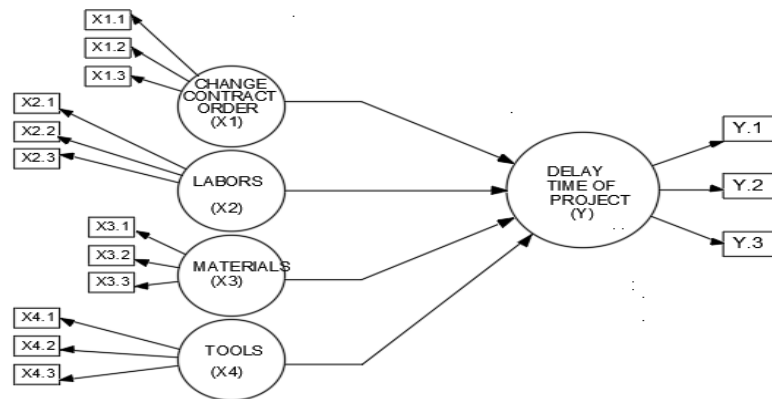 X1.1
X1.2
X1.3
CHANGE
CONTRACT
ORDER
(X1)
X2.1
X2.2
X2.3
LABORS
(X2)
X3.1
X3.2
X3.3
MATERIALS
(X3)
X4.1
X4.2
X4.3
TOOLS
(X4)
DELAY
TIME OF
PROJECT
(Y)
Y.1
Y.2
Y.3